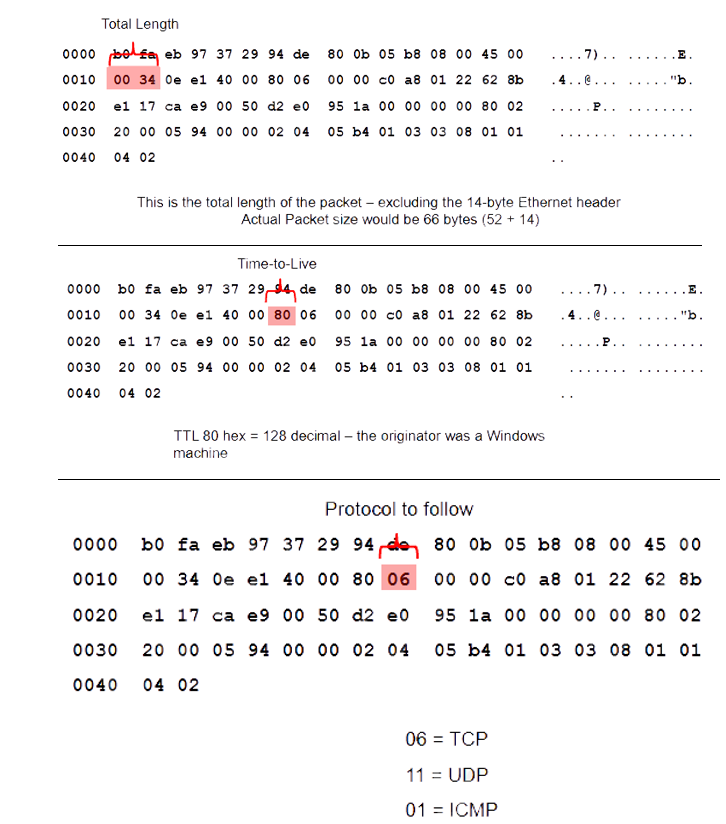 Total Length
0000 b0 fa eb 97 37 29 94 de 80 0b 05 b8 08 00 45 00 ....7).. ......E.
0010 00 34 0e e1 40 00 80 06 00 00 c0 a8 01 22 62 8b .4..@... ....."b.
0020 e1 17 ca e9 00 50 d2 e0 95 1a 00 00 00 00 80 02 .....P.. ........
0030 20 00 05 94 00 00 02 04 05 b4 01 03 03 08 01 01 ....... ........
0040 04 02 ..
This is the total length of the packet – excluding the 14-byte Ethernet header
Actual Packet size would be 66 bytes (52 + 14)
Time-to-Live
0000 b0 fa eb 97 37 29 94 de 80 0b 05 b8 08 00 45 00 ....7).. ......E.
0010 00 34 0e e1 40 00 80 06 00 00 c0 a8 01 22 62 8b .4..@... ....."b.
0020 e1 17 ca e9 00 50 d2 e0 95 1a 00 00 00 00 80 02 .....P.. ........
0030 20 00 05 94 00 00 02 04 05 b4 01 03 03 08 01 01 ....... ........
0040 04 02 ..
TTL 80 hex = 128 decimal – the originator was a Windows
machine
Protocol to follow
0000 b0 fa eb 97 37 29 94 de 80 0b 05 b8 08 00 45 00
0010 00 34 0e e1 40 00 80 06 00 00 c0 a8 01 22 62 8b
0020 e1 17 ca e9 00 50 d2 e0 95 1a 00 00 00 00 80 02
0030 20 00 05 94 00 00 02 04 05 b4 01 03 03 08 01 01
0040 04 02
06 = TCP
11 = UDP
01 = ICMP